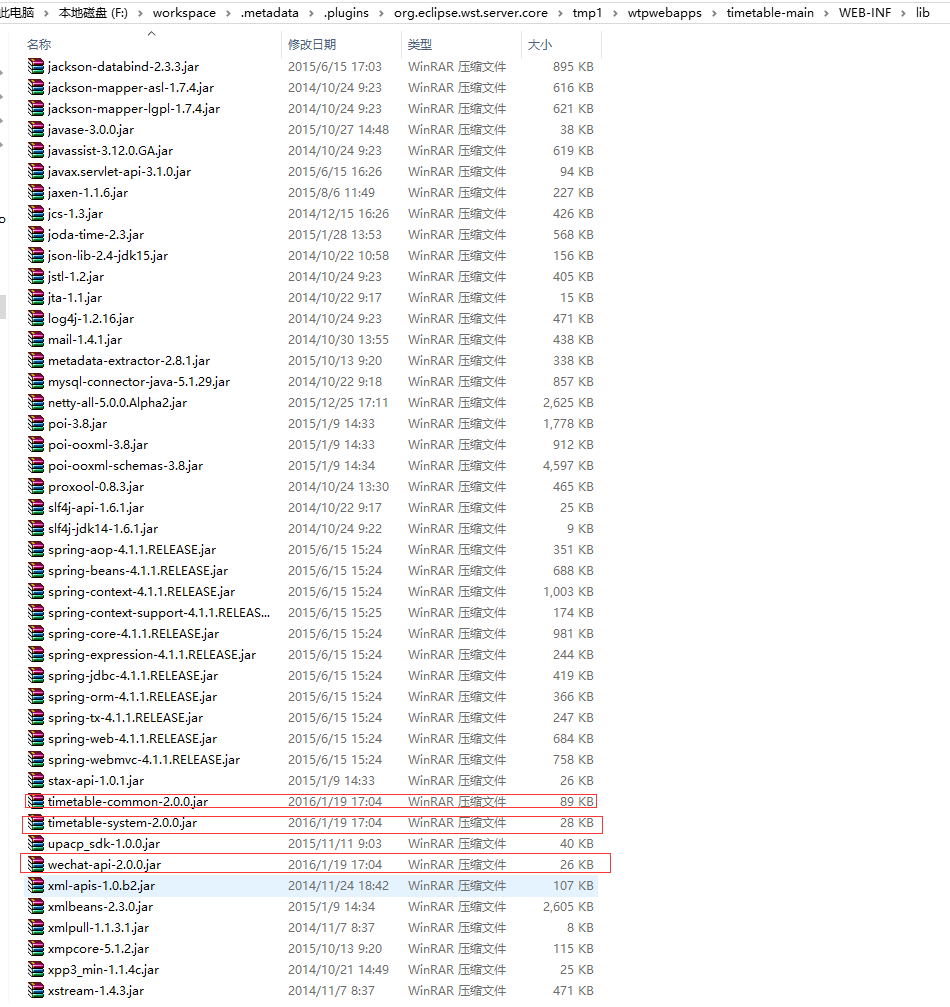 此电脑 > 本地磁盘 (F:) > workspace > .metadata > .plugins > org.eclipse.wst.server.core > tmp1 > wtpwebapps > timetable-main > WEB-INF > lib
名称 修改日期 类型 大小
jackson-databind-2.3.3.jar 2015/6/15 17:03 WinRAR 压缩文件 895 KB
jackson-mapper-asl-1.7.4.jar 2014/10/24 9:23 WinRAR 压缩文件 616 KB
jackson-mapper-lgpl-1.7.4.jar 2014/10/24 9:23 WinRAR 压缩文件 621 KB
javase-3.0.0.jar 2015/10/27 14:48 WinRAR 压缩文件 38 KB
javassist-3.12.0.GA.jar 2014/10/24 9:23 WinRAR 压缩文件 619 KB
javax.servlet-api-3.1.0.jar 2015/6/15 16:26 WinRAR 压缩文件 94 KB
jaxen-1.1.6.jar 2015/8/6 11:49 WinRAR 压缩文件 227 KB
jcs-1.3.jar 2014/12/15 16:26 WinRAR 压缩文件 426 KB
joda-time-2.3.jar 2015/1/28 13:53 WinRAR 压缩文件 568 KB
json-lib-2.4-jdk15.jar 2014/10/22 10:58 WinRAR 压缩文件 156 KB
jstl-1.2.jar 2014/10/24 9:23 WinRAR 压缩文件 405 KB
jta-1.1.jar 2014/10/22 9:17 WinRAR 压缩文件 15 KB
log4j-1.2.16.jar 2014/10/24 9:23 WinRAR 压缩文件 471 KB
mail-1.4.1.jar 2014/10/30 13:55 WinRAR 压缩文件 438 KB
metadata-extractor-2.8.1.jar 2015/10/13 9:20 WinRAR 压缩文件 338 KB
mysql-connector-java-5.1.29.jar 2014/10/22 9:18 WinRAR 压缩文件 857 KB
netty-all-5.0.0.Alpha2.jar 2015/12/25 17:11 WinRAR 压缩文件 2,625 KB
poi-3.8.jar 2015/1/9 14:33 WinRAR 压缩文件 1,778 KB
poi-ooxml-3.8.jar 2015/1/9 14:33 WinRAR 压缩文件 912 KB
poi-ooxml-schemas-3.8.jar 2015/1/9 14:34 WinRAR 压缩文件 4,597 KB
proxool-0.8.3.jar 2014/10/24 13:30 WinRAR 压缩文件 465 KB
slf4j-api-1.6.1.jar 2014/10/22 9:17 WinRAR 压缩文件 25 KB
slf4j-jdk14-1.6.1.jar 2014/10/24 9:22 WinRAR 压缩文件 9 KB
spring-aop-4.1.1.RELEASE.jar 2015/6/15 15:24 WinRAR 压缩文件 351 KB
spring-beans-4.1.1.RELEASE.jar 2015/6/15 15:24 WinRAR 压缩文件 688 KB
spring-context-4.1.1.RELEASE.jar 2015/6/15 15:24 WinRAR 压缩文件 1,003 KB
spring-context-support-4.1.1.RELEAS... 2015/6/15 15:25 WinRAR 压缩文件 174 KB
spring-core-4.1.1.RELEASE.jar 2015/6/15 15:24 WinRAR 压缩文件 981 KB
spring-expression-4.1.1.RELEASE.jar 2015/6/15 15:24 WinRAR 压缩文件 244 KB
spring-jdbc-4.1.1.RELEASE.jar 2015/6/15 15:24 WinRAR 压缩文件 419 KB
spring-orm-4.1.1.RELEASE.jar 2015/6/15 15:24 WinRAR 压缩文件 366 KB
spring-tx-4.1.1.RELEASE.jar 2015/6/15 15:24 WinRAR 压缩文件 247 KB
spring-web-4.1.1.RELEASE.jar 2015/6/15 15:24 WinRAR 压缩文件 684 KB
spring-webmvc-4.1.1.RELEASE.jar 2015/6/15 15:24 WinRAR 压缩文件 758 KB
stax-api-1.0.1.jar 2015/1/9 14:33 WinRAR 压缩文件 26 KB
timetable-common-2.0.0.jar 2016/1/19 17:04 WinRAR 压缩文件 89 KB
timetable-system-2.0.0.jar 2016/1/19 17:04 WinRAR 压缩文件 28 KB
upacp_sdk-1.0.0.jar 2015/11/11 9:03 WinRAR 压缩文件 40 KB
wechat-api-2.0.0.jar 2016/1/19 17:04 WinRAR 压缩文件 26 KB
xml-apis-1.0.b2.jar 2014/11/24 18:42 WinRAR 压缩文件 107 KB
xmlbeans-2.3.0.jar 2015/1/9 14:34 WinRAR 压缩文件 2,605 KB
xmlpull-1.1.3.1.jar 2014/11/7 8:37 WinRAR 压缩文件 8 KB
xmpcore-5.1.2.jar 2015/10/13 9:20 WinRAR 压缩文件 115 KB
xpp3_min-1.1.4c.jar 2014/10/21 14:49 WinRAR 压缩文件 25 KB
xstream-1.4.3.jar 2014/11/7 8:37 WinRAR 压缩文件 471 KB